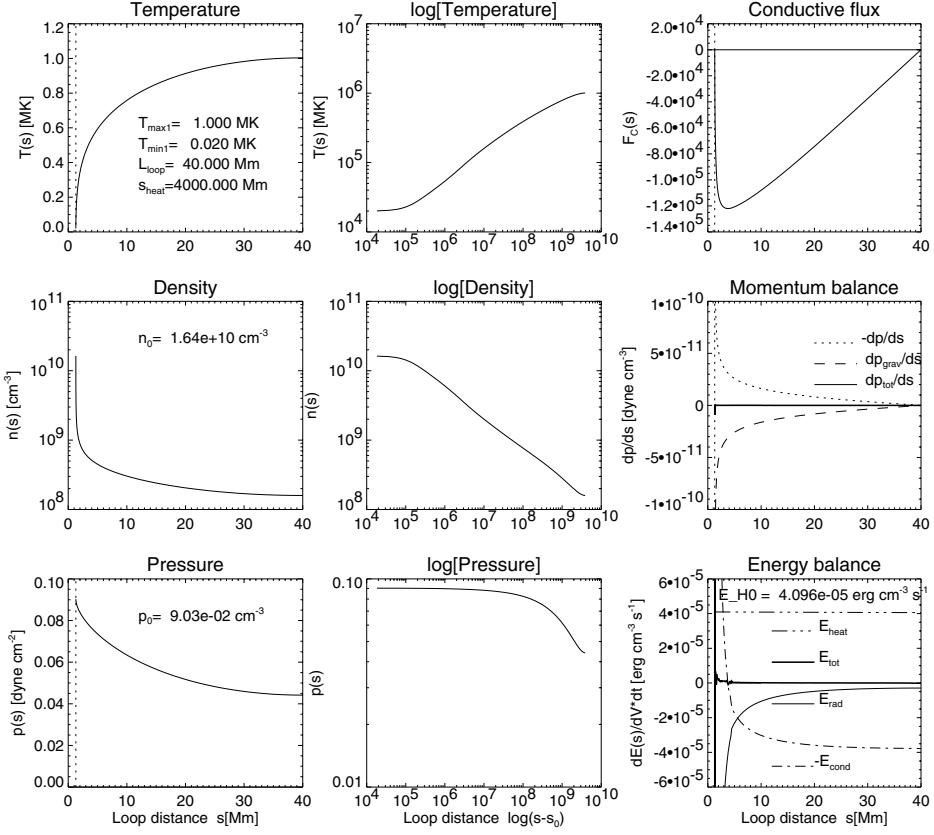 Temperature
T(s) [MK]
1.2
1.0
0.8
0.6
0.4
0.2
0.0
T_max1= 1.000 MK
T_min1= 0.020 MK
L_loop= 40.000 Mm
s_heat=4000.000 Mm
0 10 20 30 40
log[Temperature]
T(s) [MK]
10^7
10^6
10^5
10^4
10^4 10^5 10^6 10^7 10^8 10^9 10^10
Conductive flux
F_C(s)
0
-2.0•10^4
-4.0•10^4
-6.0•10^4
-8.0•10^4
-1.0•10^5
-1.2•10^5
-1.4•10^5
0 10 20 30 40
Density
n(s) [cm^-3]
10^11
10^10
10^9
10^8
n_0= 1.64e+10 cm^-3
0 10 20 30 40
log[Density]
n(s)
10^11
10^10
10^9
10^8
10^4 10^5 10^6 10^7 10^8 10^9 10^10
Momentum balance
dp/ds [dyne cm^-3]
1•10^-10
5•10^-11
0
-5•10^-11
-1•10^-10
-dp/ds
dp_grav/ds
dp_tot/ds
0 10 20 30 40
Pressure
p(s) [dyne cm^-2]
0.10
0.08
0.06
0.04
0.02
0.00
p_0= 9.03e-02 cm^-3
0 10 20 30 40
Loop distance s[Mm]
log[Pressure]
p(s)
0.10
0.01
10^4 10^5 10^6 10^7 10^8 10^9 10^10
Loop distance log(s-s_0)
Energy balance
dE(s)/dV*dt [erg cm^-3 s^-1]
6•10^-5
4•10^-5
2•10^-5
0
-2•10^-5
-4•10^-5
-6•10^-5
E_H0 = 4.096e-05 erg cm^-3 s^-1
E_heat
E_tot
E_rad
-E_cond
0 10 20 30 40
Loop distance s[Mm]